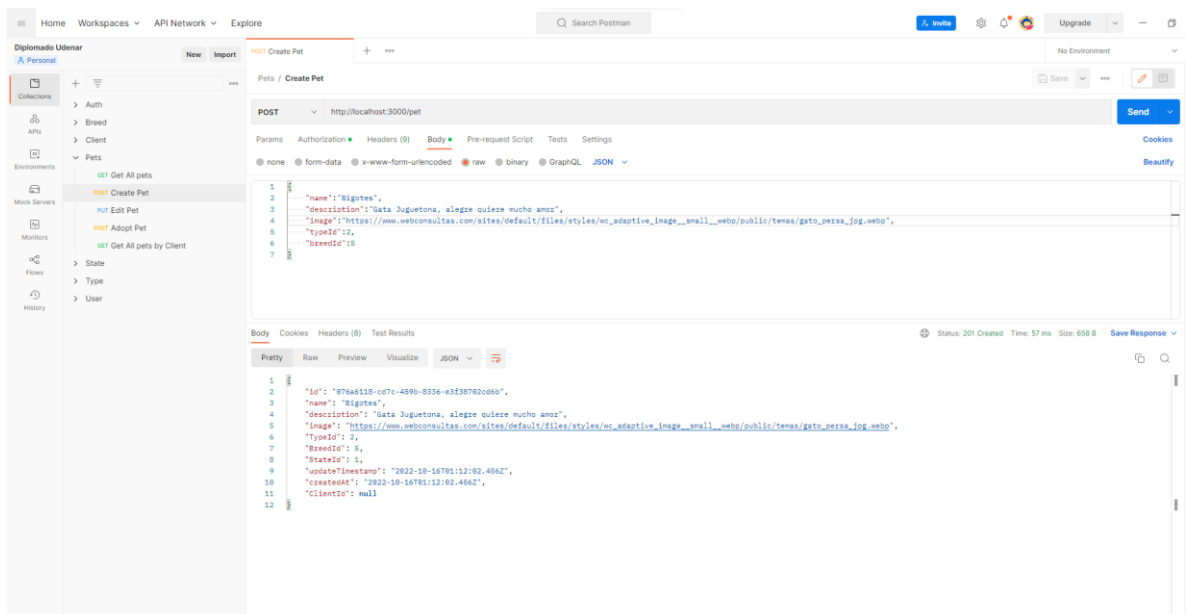 Home Workspaces API Network Explore Search Postman Invite Upgrade
Diplomado Udenar New Import POST Create Pet No Environment
Personal
Pets / Create Pet Save
Collections
APIs
Environments
Mock Servers
Monitors
Flows
History
Auth
Breed
Client
Pets
GET Get All pets
POST Create Pet
PUT Edit Pet
POST Adopt Pet
GET Get All pets by Client
State
Type
User
POST http://localhost:3000/pet Send
Params Authorization Headers (9) Body Pre-request Script Tests Settings Cookies
none form-data x-www-form-urlencoded raw binary GraphQL JSON Beautify
1 {
2 "name":"Bigotes",
3 "description":"Gata Juguetona, alegre quiere mucho amor",
4 "image":"https://www.webconsultas.com/sites/default/files/styles/wc_adaptive_image__small__webp/public/temas/gato_persa_jpg.webp",
5 "typeId":2,
6 "breedId":5
7 }
Body Cookies Headers (8) Test Results Status: 201 Created Time: 57 ms Size: 658 B Save Response
Pretty Raw Preview Visualize JSON
1 {
2 "id": "076a6118-cd7c-459b-8336-e3f38702cd6b",
3 "name": "Bigotes",
4 "description": "Gata Juguetona, alegre quiere mucho amor",
5 "image": "https://www.webconsultas.com/sites/default/files/styles/wc_adaptive_image__small__webp/public/temas/gato_persa_jpg.webp",
6 "TypeId": 2,
7 "BreedId": 5,
8 "StateId": 1,
9 "updateTimestamp": "2022-10-16T01:12:02.456Z",
10 "createdAt": "2022-10-16T01:12:02.456Z",
11 "ClientId": null
12 }